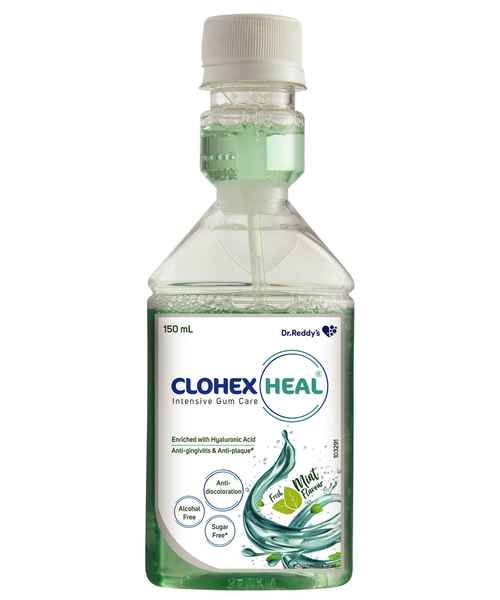 150 mL
Dr.Reddy's
CLOHEX HEAL®
Intensive Gum Care
Enriched with Hyaluronic Acid
Anti-gingivitis & Anti-plaque#
103291
Anti-
discoloration
Fresh Mint
Flavour
Alcohol
Free
Sugar
Free*